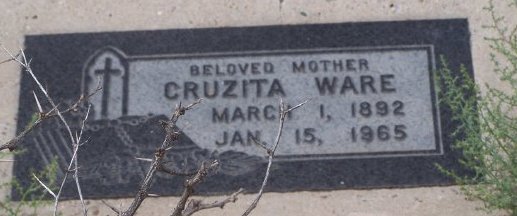 BELOVED MOTHER
CRUZITA WARE
MARCH 1, 1892
JAN. 15, 1965